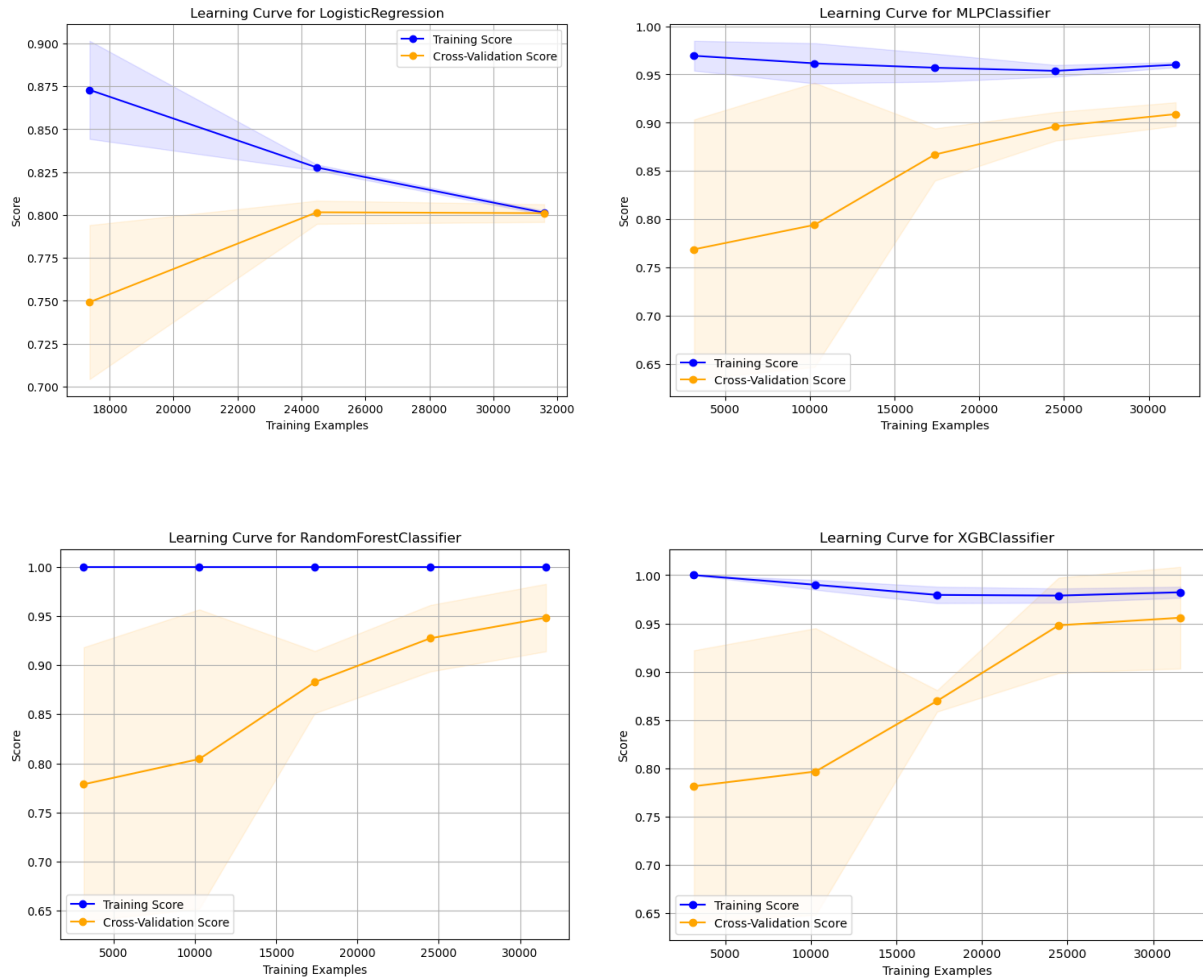 Learning Curve for LogisticRegression
Training Score
Cross-Validation Score
0.900
0.875
0.850
0.825
0.800
0.775
0.750
0.725
0.700
Score
18000 20000 22000 24000 26000 28000 30000 32000
Training Examples
Learning Curve for MLPClassifier
1.00
0.95
0.90
0.85
0.80
0.75
0.70
0.65
Score
Training Score
Cross-Validation Score
5000 10000 15000 20000 25000 30000
Training Examples
Learning Curve for RandomForestClassifier
1.00
0.95
0.90
0.85
0.80
0.75
0.70
0.65
Score
Training Score
Cross-Validation Score
5000 10000 15000 20000 25000 30000
Training Examples
Learning Curve for XGBClassifier
1.00
0.95
0.90
0.85
0.80
0.75
0.70
0.65
Score
Training Score
Cross-Validation Score
5000 10000 15000 20000 25000 30000
Training Examples